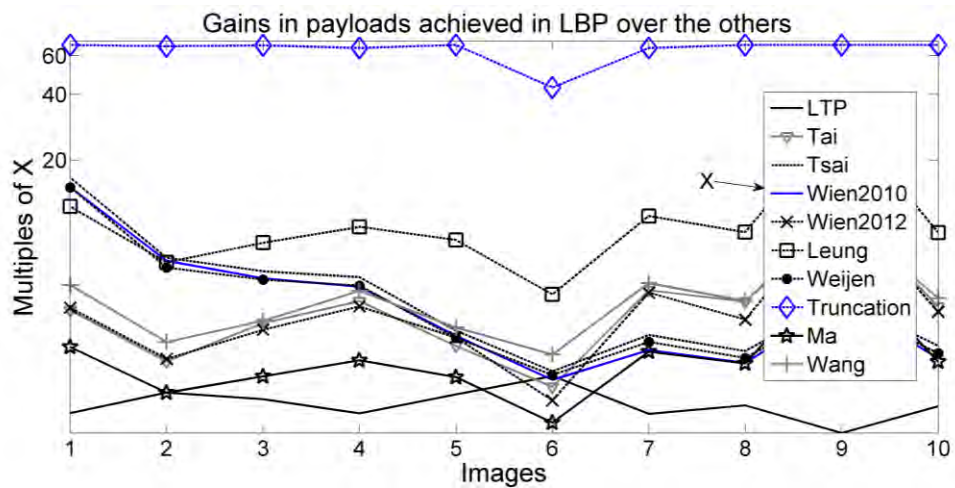 Gains in payloads achieved in LBP over the others
Multiples of X
60
40
20
X
LTP
Tai
Tsai
Wien2010
Wien2012
Leung
Weijen
Truncation
Ma
Wang
1 2 3 4 5 6 7 8 9 10
Images